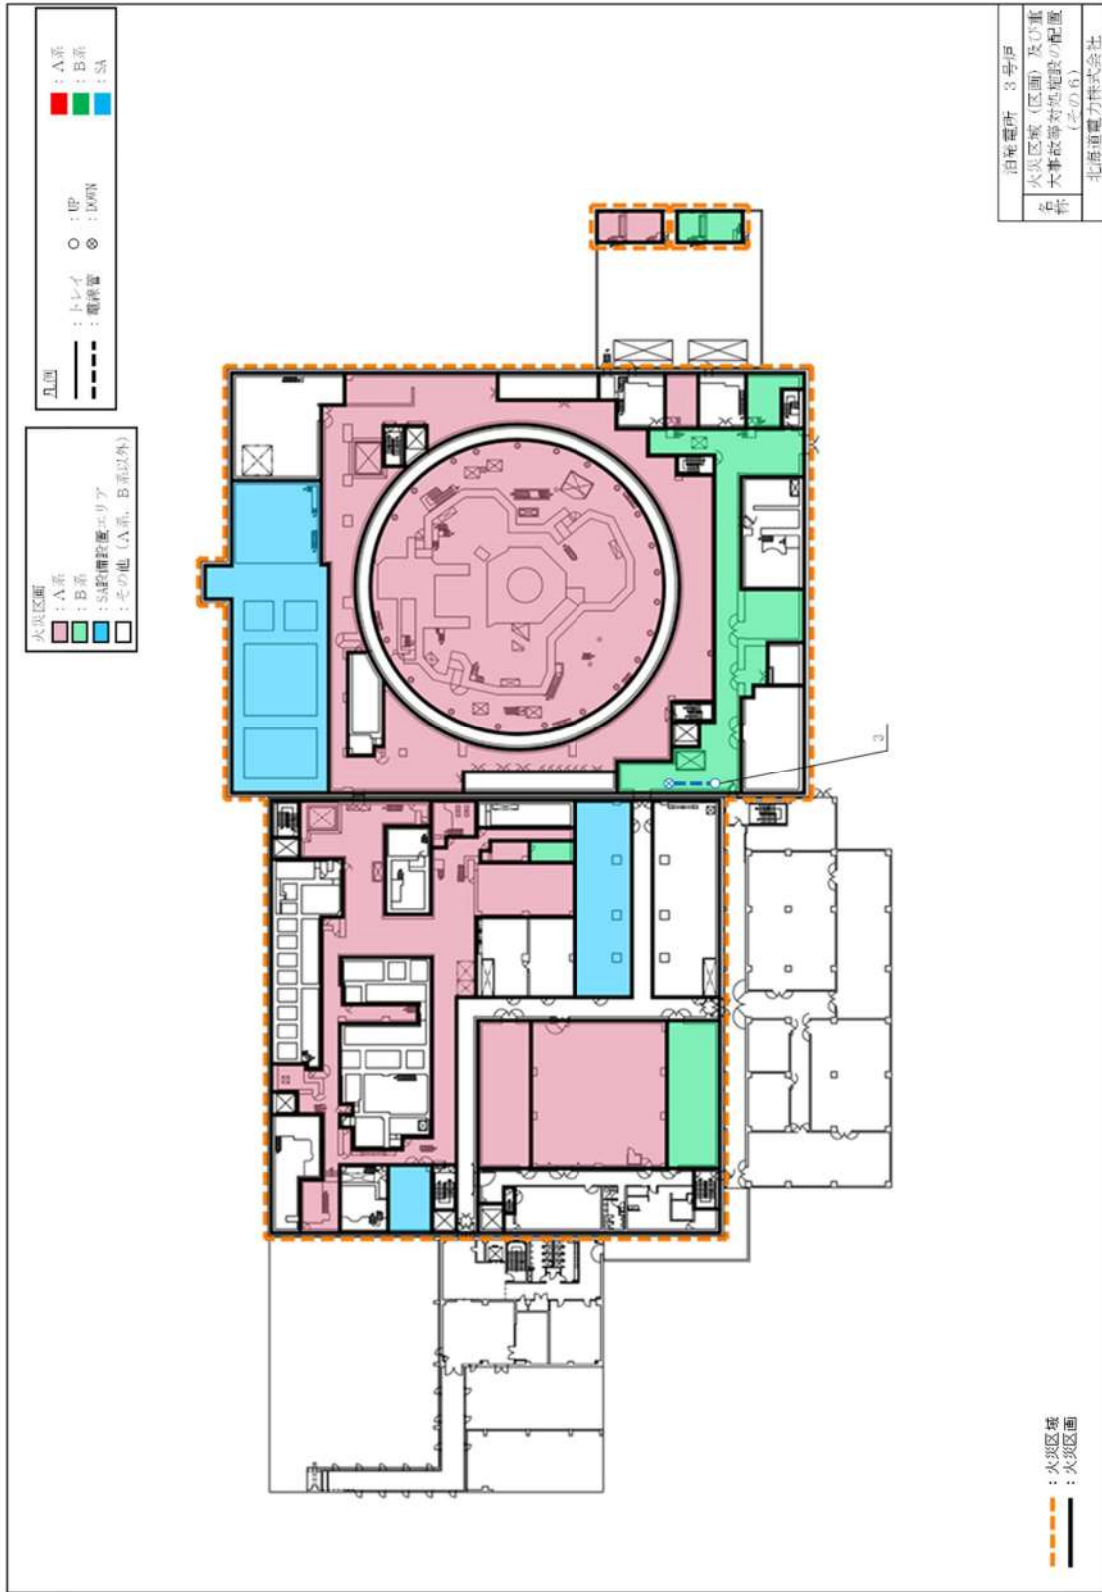 凡例
：トレイ ○：UP ：A系
：電線管 ⊗：DOWN ：B系
：SA
火災区画
：A系
：B系
：SA設備設置エリア
：その他（A系，B系以外）
3
：火災区域
：火災区画
泊発電所 3号炉
名称
火災区域（区画）及び重
大事故等対処施設の配置
（その6）
北海道電力株式会社